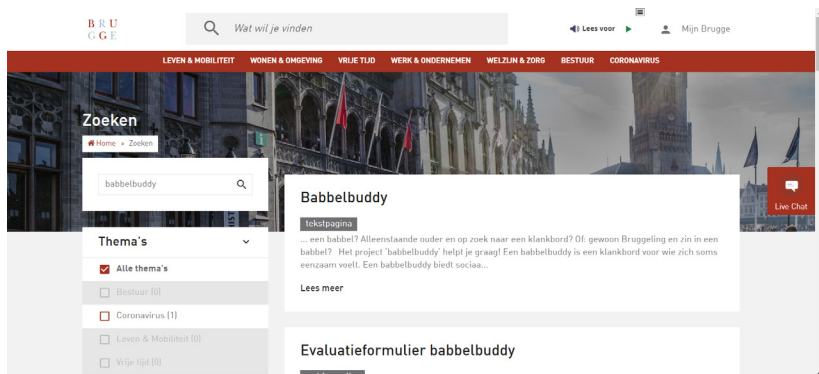 BRU
GGE
Wat wil je vinden
Lees voor
Mijn Brugge
LEVEN & MOBILITEIT WONEN & OMGEVING VRIJE TIJD WERK & ONDERNEMEN WELZIJN & ZORG BESTUUR CORONAVIRUS
Zoeken
Home » Zoeken
babbelbuddy
Thema's
Alle thema's
Bestuur (0)
Coronavirus (1)
Leven & Mobiliteit (0)
Vrije tijd (0)
Babbelbuddy
tekstpagina
... een babbel? Alleenstaande ouder en op zoek naar een klankbord? Of: gewoon Bruggeling en zin in een
babbel? Het project 'babbelbuddy' helpt je graag! Een babbelbuddy is een klankbord voor wie zich soms
eenzaam voelt. Een babbelbuddy biedt sociaa...
Lees meer
Evaluatieformulier babbelbuddy
Live Chat